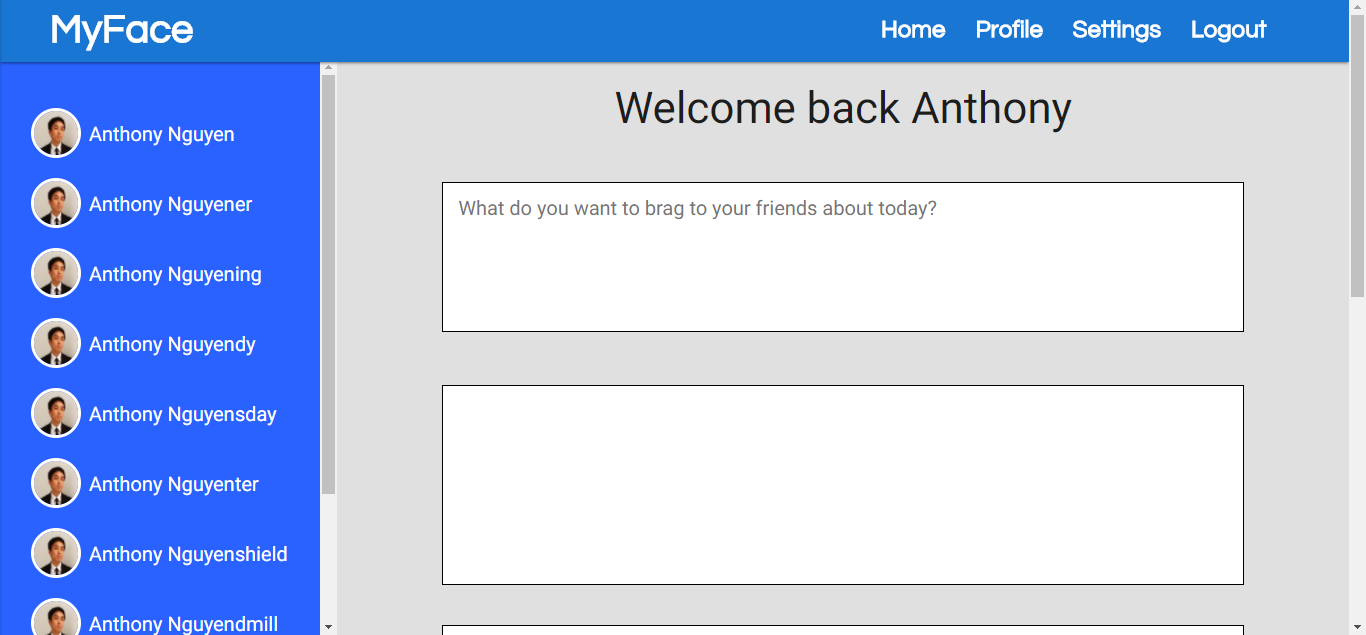 MyFace
Home Profile Settings Logout
Anthony Nguyen
Anthony Nguyener
Anthony Nguyening
Anthony Nguyendy
Anthony Nguyensday
Anthony Nguyenter
Anthony Nguyenshield
Anthony Nguyendmill
Welcome back Anthony
What do you want to brag to your friends about today?